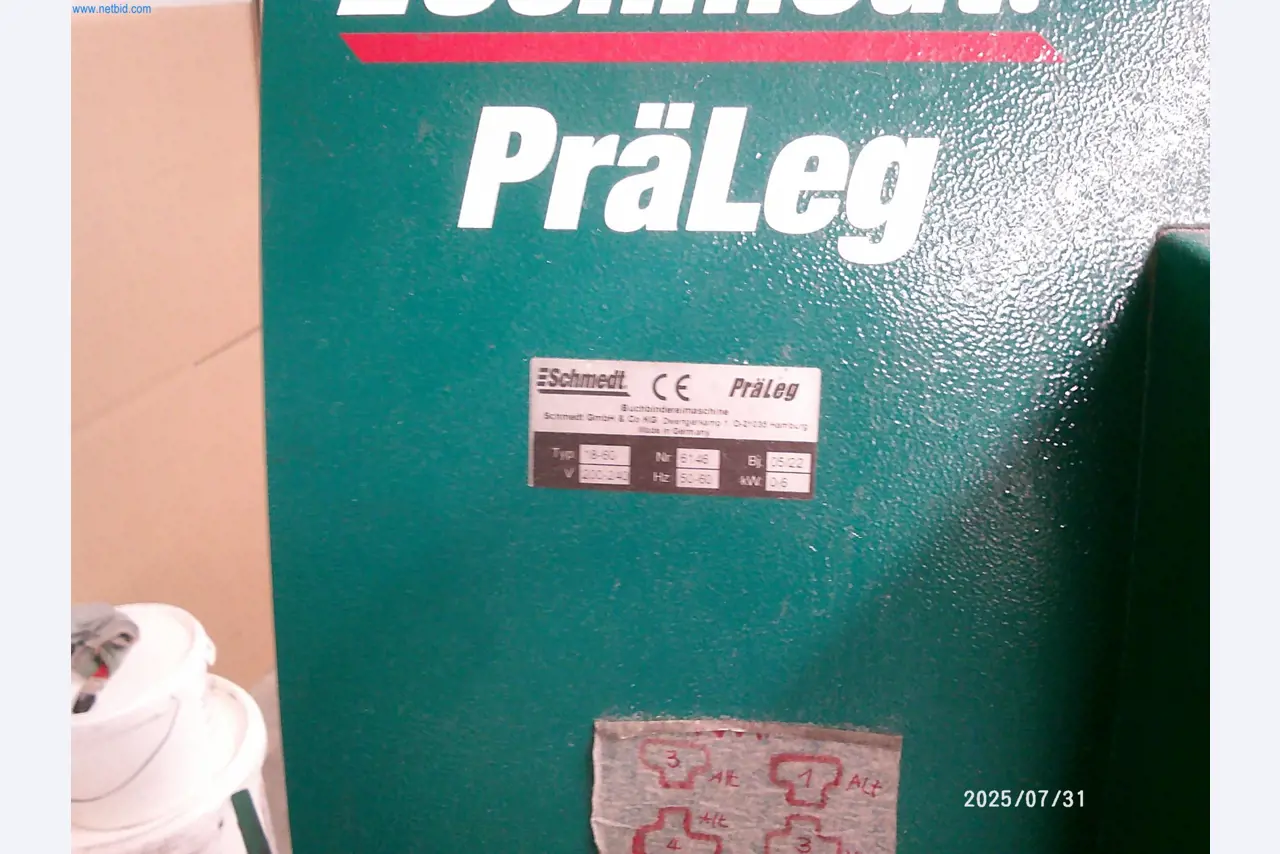 www.netbid.com
Schmedt.
PräLeg
Schmedt CE PräLeg
Buchbindereimaschine
Schmedt GmbH & Co KG 1 D-21035 Hamburg
Made in Germany
Typ 18-60 Nr 6146 Bj. 05/22
V 200/240 Hz 50-60 kW 0/6
3 Alt 1 Alt
Alt
4 3
2025/07/31